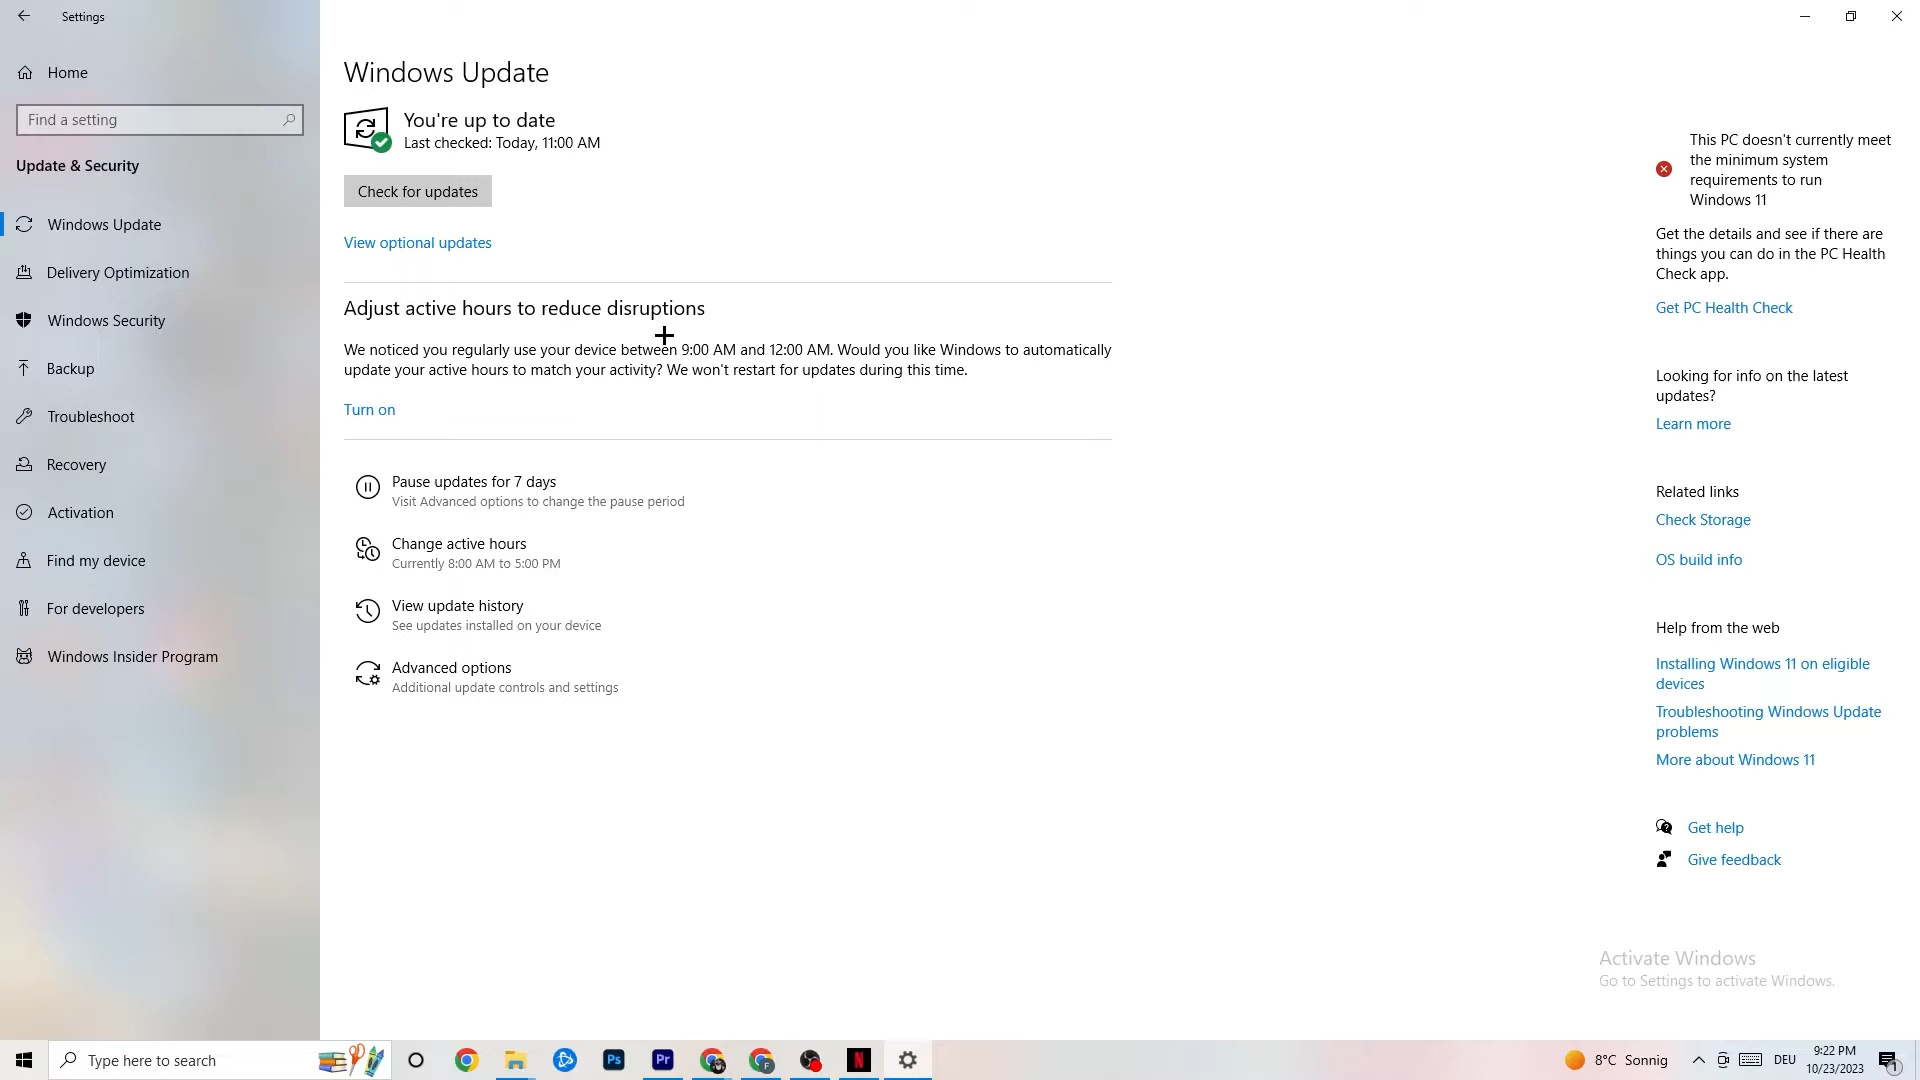 Settings
Home
Find a setting
Update & Security
Windows Update
Delivery Optimization
Windows Security
Backup
Troubleshoot
Recovery
Activation
Find my device
For developers
Windows Insider Program
Windows Update
You're up to date
Last checked: Today, 11:00 AM
Check for updates
View optional updates
Adjust active hours to reduce disruptions
We noticed you regularly use your device between 9:00 AM and 12:00 AM. Would you like Windows to automatically
update your active hours to match your activity? We won't restart for updates during this time.
Turn on
Pause updates for 7 days
Visit Advanced options to change the pause period
Change active hours
Currently 8:00 AM to 5:00 PM
View update history
See updates installed on your device
Advanced options
Additional update controls and settings
This PC doesn't currently meet
the minimum system
requirements to run
Windows 11
Get the details and see if there are
things you can do in the PC Health
Check app.
Get PC Health Check
Looking for info on the latest
updates?
Learn more
Related links
Check Storage
OS build info
Help from the web
Installing Windows 11 on eligible
devices
Troubleshooting Windows Update
problems
More about Windows 11
Get help
Give feedback
Activate Windows
Go to Settings to activate Windows.
Type here to search
Ps
Pr
F
N
8°C Sonnig
DEU
9:22 PM
10/23/2023
1